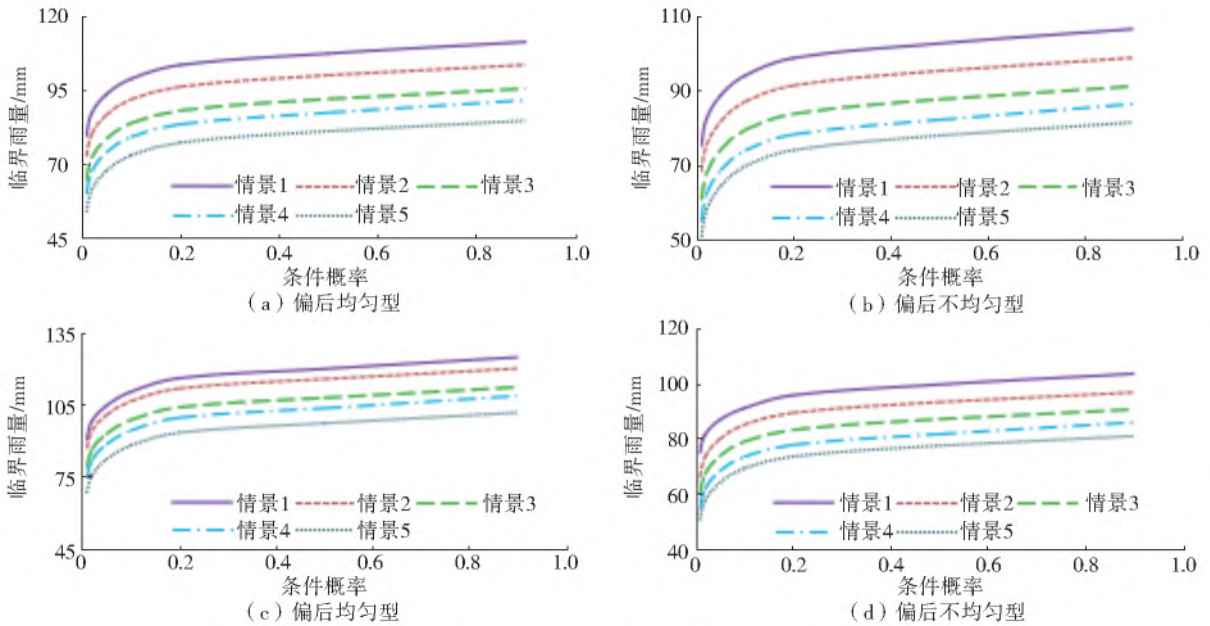 120
95
70
45
临界雨量/mm
情景1 情景2 情景3
情景4 情景5
0 0.2 0.4 0.6 0.8 1.0
条件概率
（a）偏后均匀型
110
90
70
50
临界雨量/mm
情景1 情景2 情景3
情景4 情景5
0 0.2 0.4 0.6 0.8 1.0
条件概率
（b）偏后不均匀型
135
105
75
45
临界雨量/mm
情景1 情景2 情景3
情景4 情景5
0 0.2 0.4 0.6 0.8 1.0
条件概率
（c）偏后均匀型
120
100
80
60
40
临界雨量/mm
情景1 情景2 情景3
情景4 情景5
0 0.2 0.4 0.6 0.8 1.0
条件概率
（d）偏后不均匀型